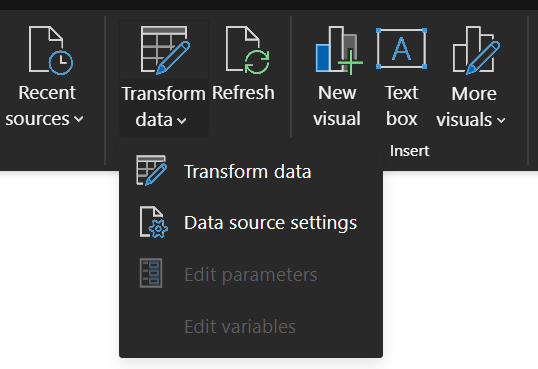 Recent
sources
Transform
data
Refresh
New
visual
A
Text
box
More
visuals
Insert
Transform data
Data source settings
Edit parameters
Edit variables